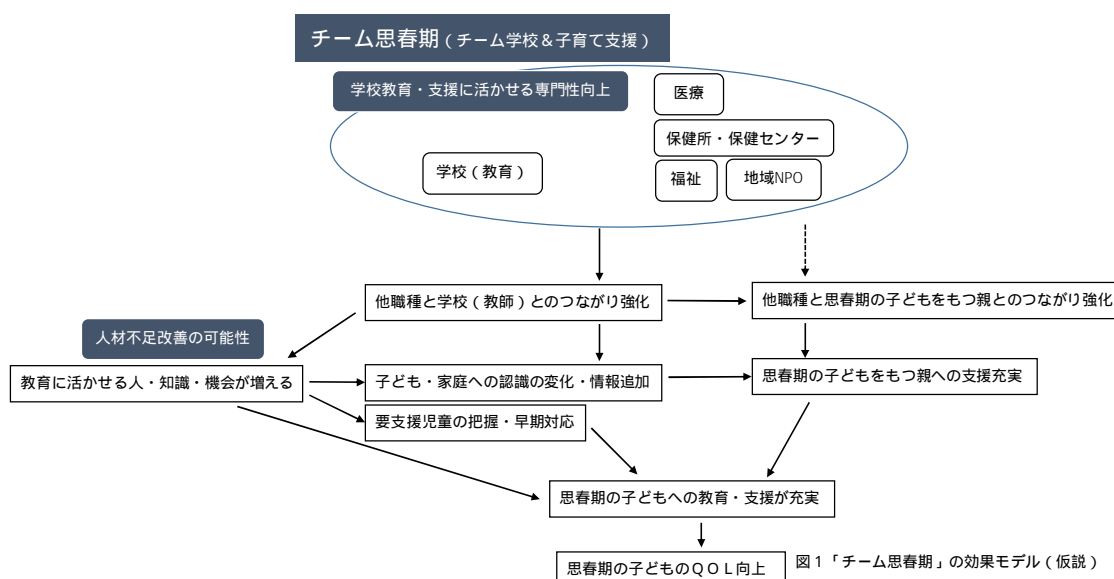 チーム思春期（チーム学校＆子育て支援）
学校教育・支援に活かせる専門性向上
医療
保健所・保健センター
学校（教育）
福祉
地域NPO
他職種と学校（教師）とのつながり強化
他職種と思春期の子どもをもつ親とのつながり強化
人材不足改善の可能性
教育に活かせる人・知識・機会が増える
子ども・家庭への認識の変化・情報追加
思春期の子どもをもつ親への支援充実
要支援児童の把握・早期対応
思春期の子どもへの教育・支援が充実
思春期の子どものＱＯＬ向上
図１「チーム思春期」の効果モデル（仮説）